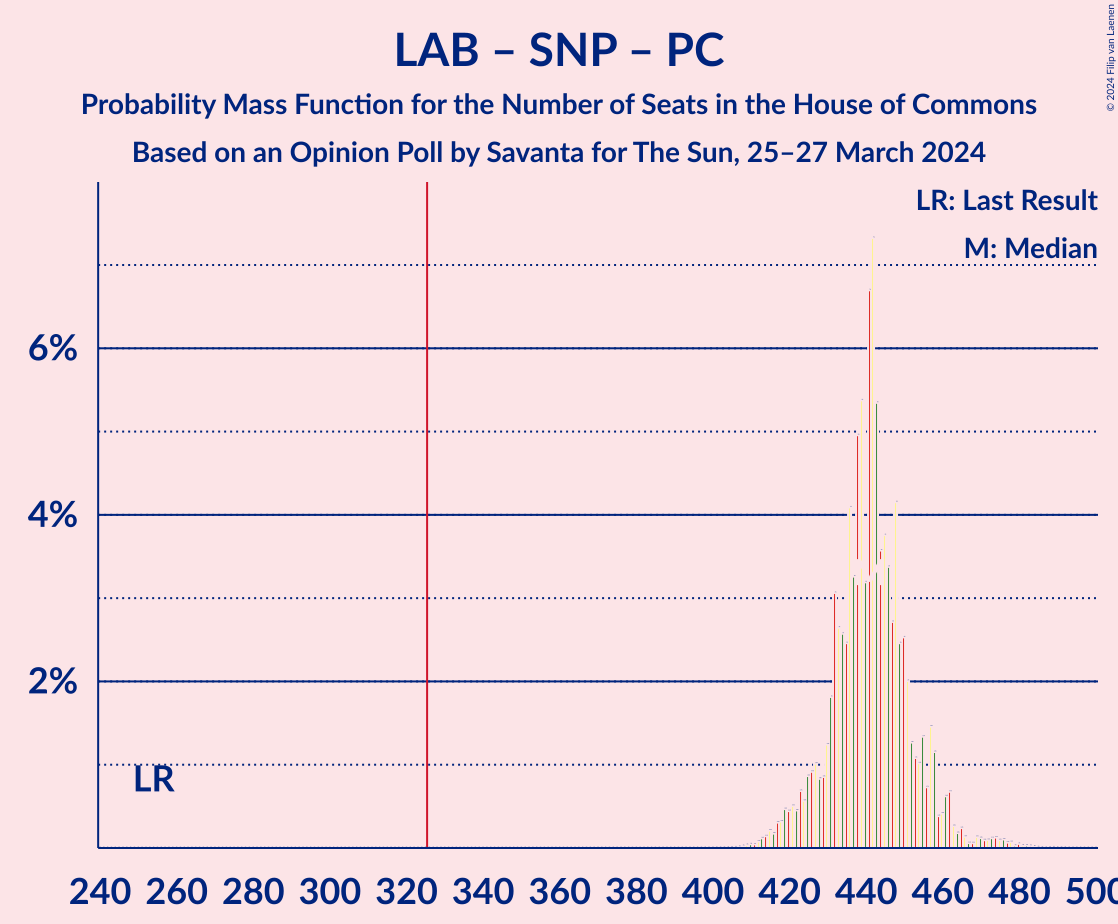 LAB – SNP – PC
Probability Mass Function for the Number of Seats in the House of Commons
Based on an Opinion Poll by Savanta for The Sun, 25–27 March 2024
© 2024 Filip van Laenen
LR: Last Result
M: Median
6%
4%
2%
LR
240 260 280 300 320 340 360 380 400 420 440 460 480 500